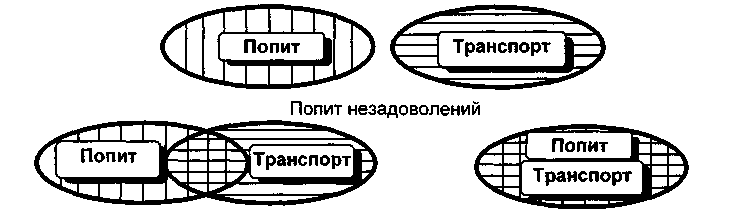 Попит
Транспорт
Попит незадоволений
Попит
Транспорт
Попит
Транспорт